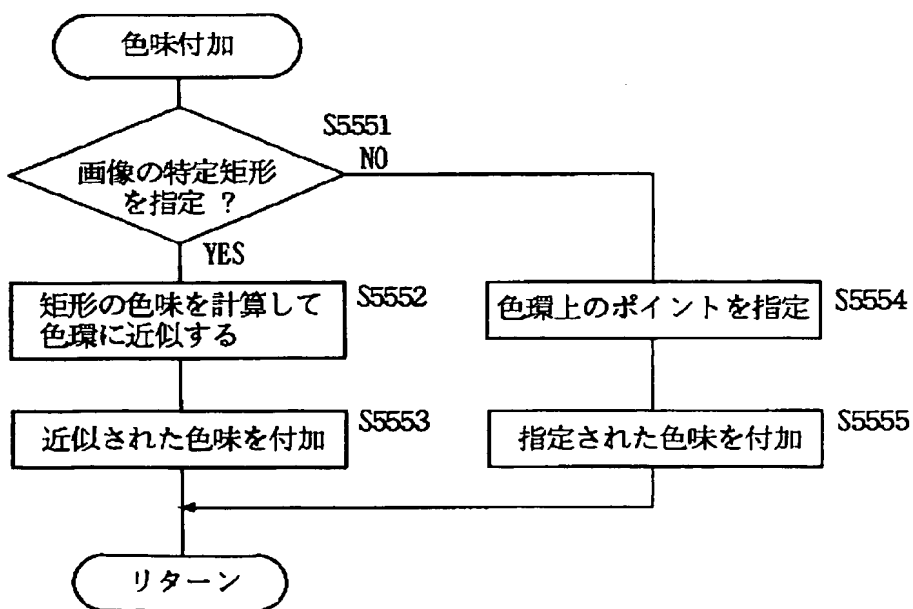 色味付加
S5551
画像の特定矩形
を指定 ?
NO
YES
矩形の色味を計算して
色環に近似する
S5552
近似された色味を付加
S5553
色環上のポイントを指定
S5554
指定された色味を付加
S5555
リターン